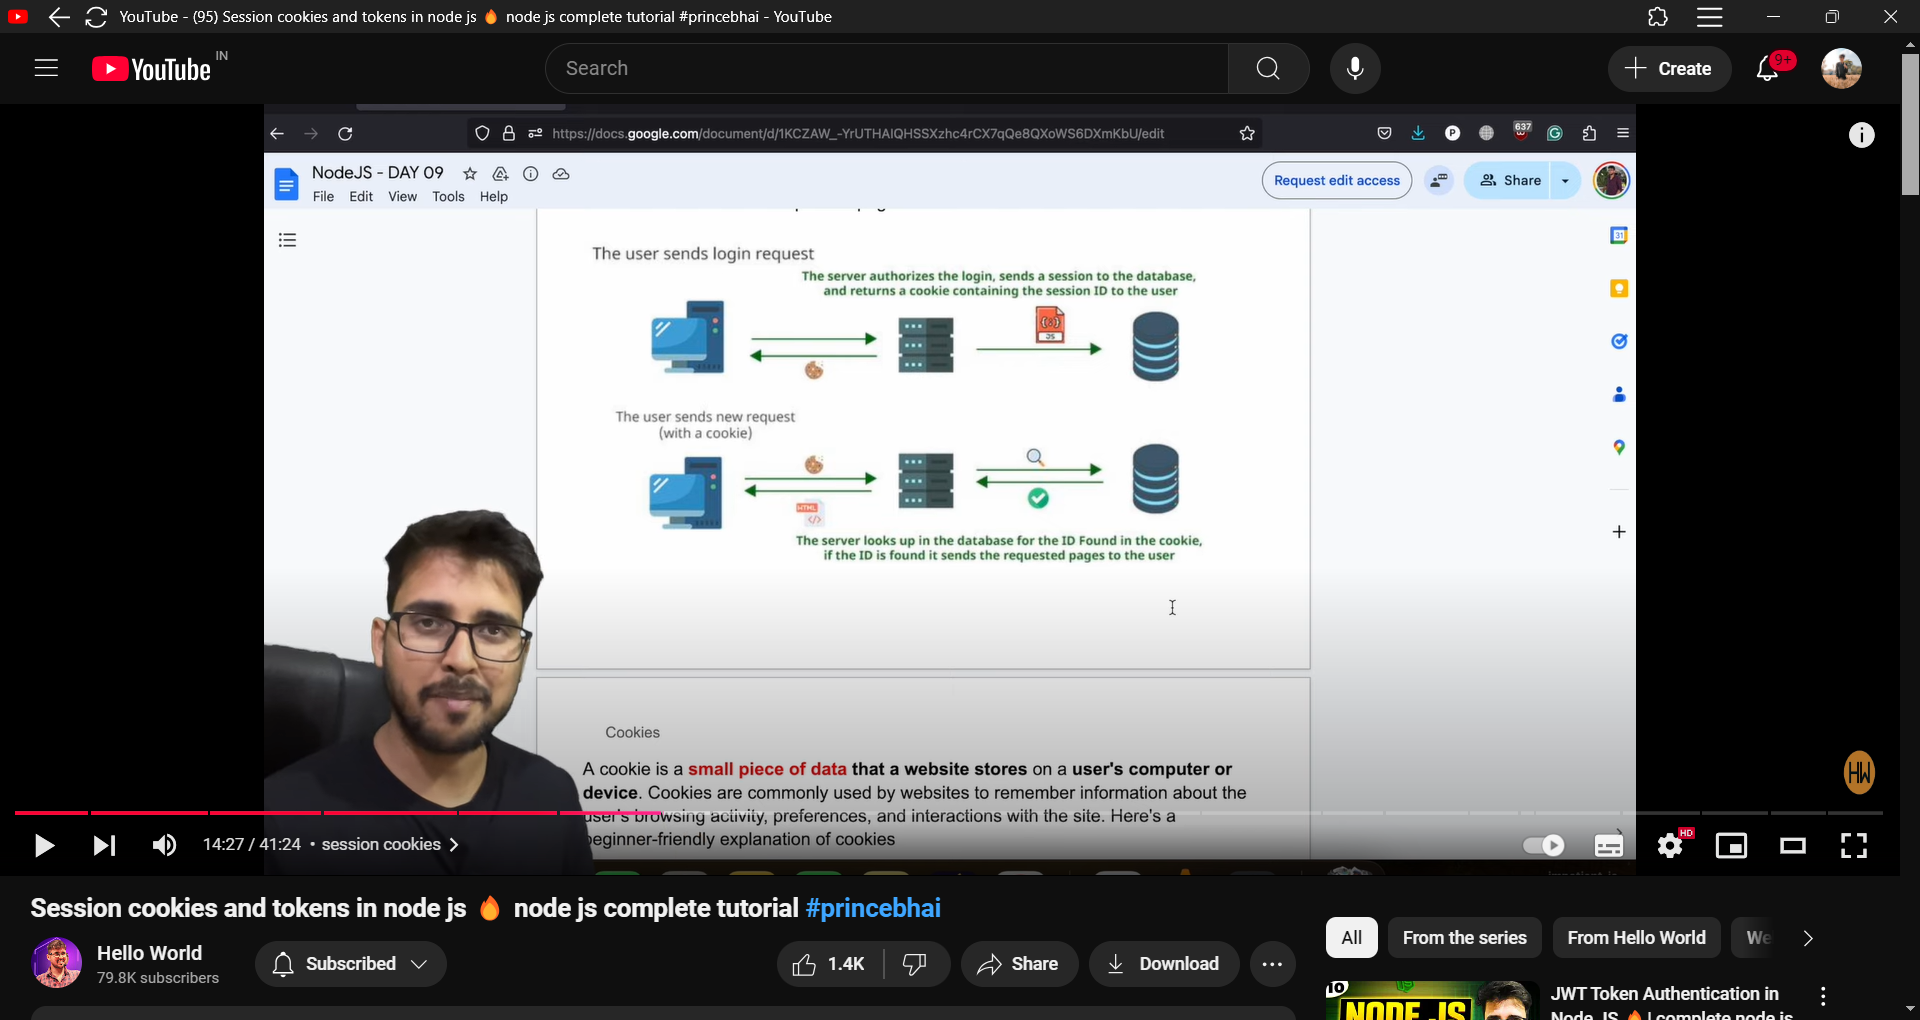 YouTube - (95) Session cookies and tokens in node js 🔥 node js complete tutorial #princebhai - YouTube
YouTube IN
Search
Create
9+
https://docs.google.com/document/d/1KCZAW_-YrUTHAIQHSSXzhc4rCX7qQe8QXoWS6DXmKbU/edit
637
NodeJS - DAY 09
File Edit View Tools Help
Request edit access
Share
31
The user sends login request
The server authorizes the login, sends a session to the database,
and returns a cookie containing the session ID to the user
JS
The user sends new request
(with a cookie)
HTML
The server looks up in the database for the ID Found in the cookie,
if the ID is found it sends the requested pages to the user
Cookies
A cookie is a small piece of data that a website stores on a user's computer or
device. Cookies are commonly used by websites to remember information about the
user's browsing activity, preferences, and interactions with the site. Here's a
beginner-friendly explanation of cookies
HW
14:27 / 41:24 • session cookies
HD
Session cookies and tokens in node js 🔥 node js complete tutorial #princebhai
Hello World
79.8K subscribers
Subscribed
1.4K
Share
Download
All
From the series
From Hello World
We
10
NODE JS
JWT Token Authentication in
Node JS 🔥 | complete node js